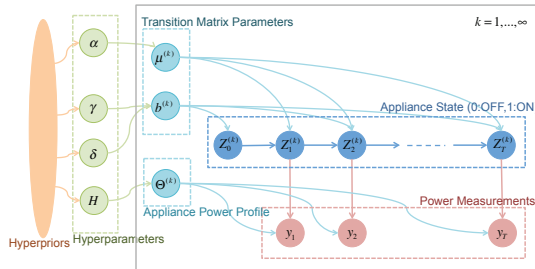 Transition Matrix Parameters
k = 1,...,∞
α
μ^(k)
γ
b^(k)
Appliance State (0:OFF,1:ON
δ
Z_0^(k)
Z_1^(k)
Z_2^(k)
Z_T^(k)
H
Θ^(k)
Appliance Power Profile
Power Measurements
Hyperpriors
Hyperparameters
y_1
y_2
y_T